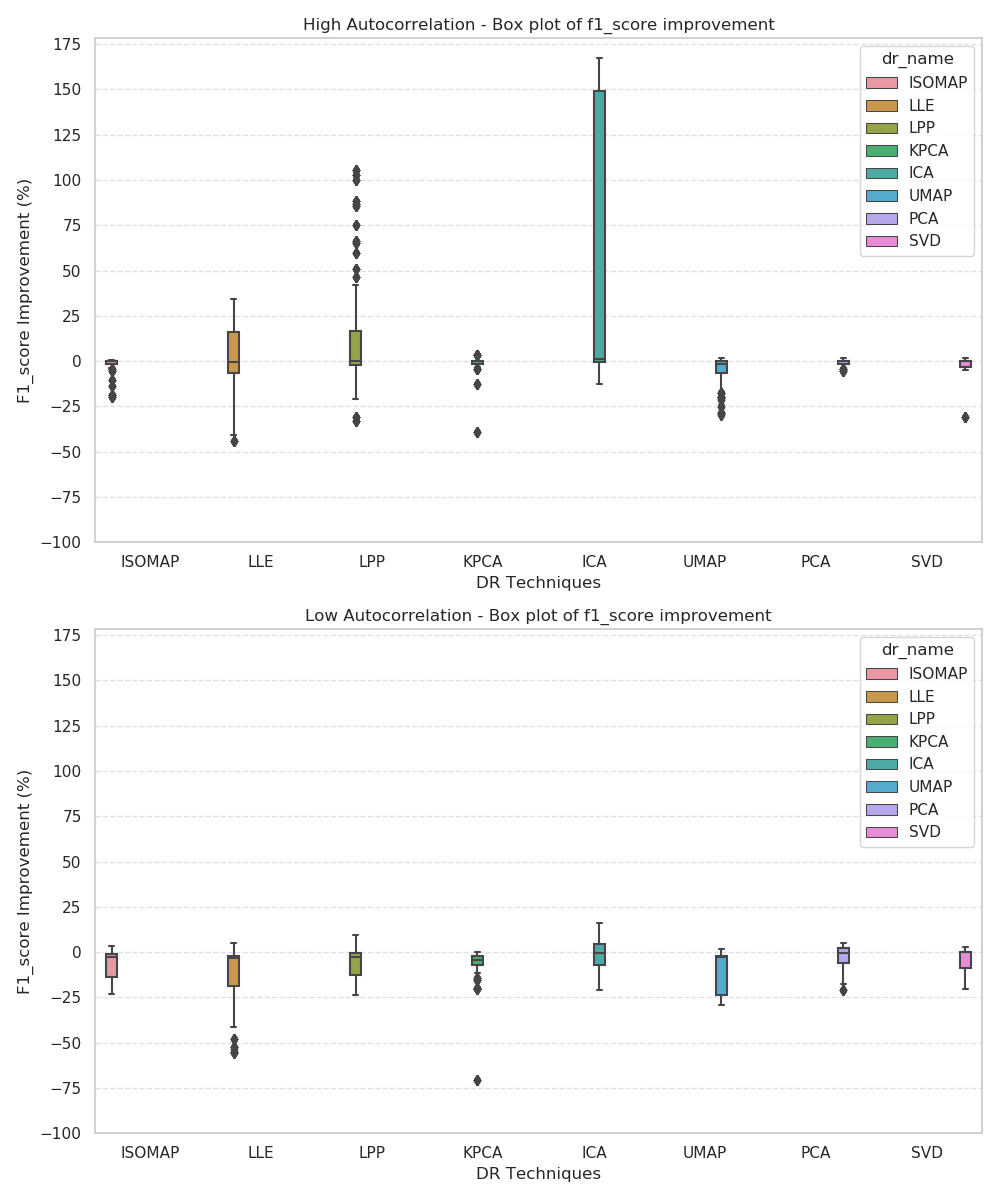 High Autocorrelation - Box plot of f1_score improvement
F1_score Improvement (%)
175
150
125
100
75
50
25
0
−25
−50
−75
−100
dr_name
ISOMAP
LLE
LPP
KPCA
ICA
UMAP
PCA
SVD
ISOMAP LLE LPP KPCA ICA UMAP PCA SVD
DR Techniques
Low Autocorrelation - Box plot of f1_score improvement
F1_score Improvement (%)
175
150
125
100
75
50
25
0
−25
−50
−75
−100
dr_name
ISOMAP
LLE
LPP
KPCA
ICA
UMAP
PCA
SVD
ISOMAP LLE LPP KPCA ICA UMAP PCA SVD
DR Techniques